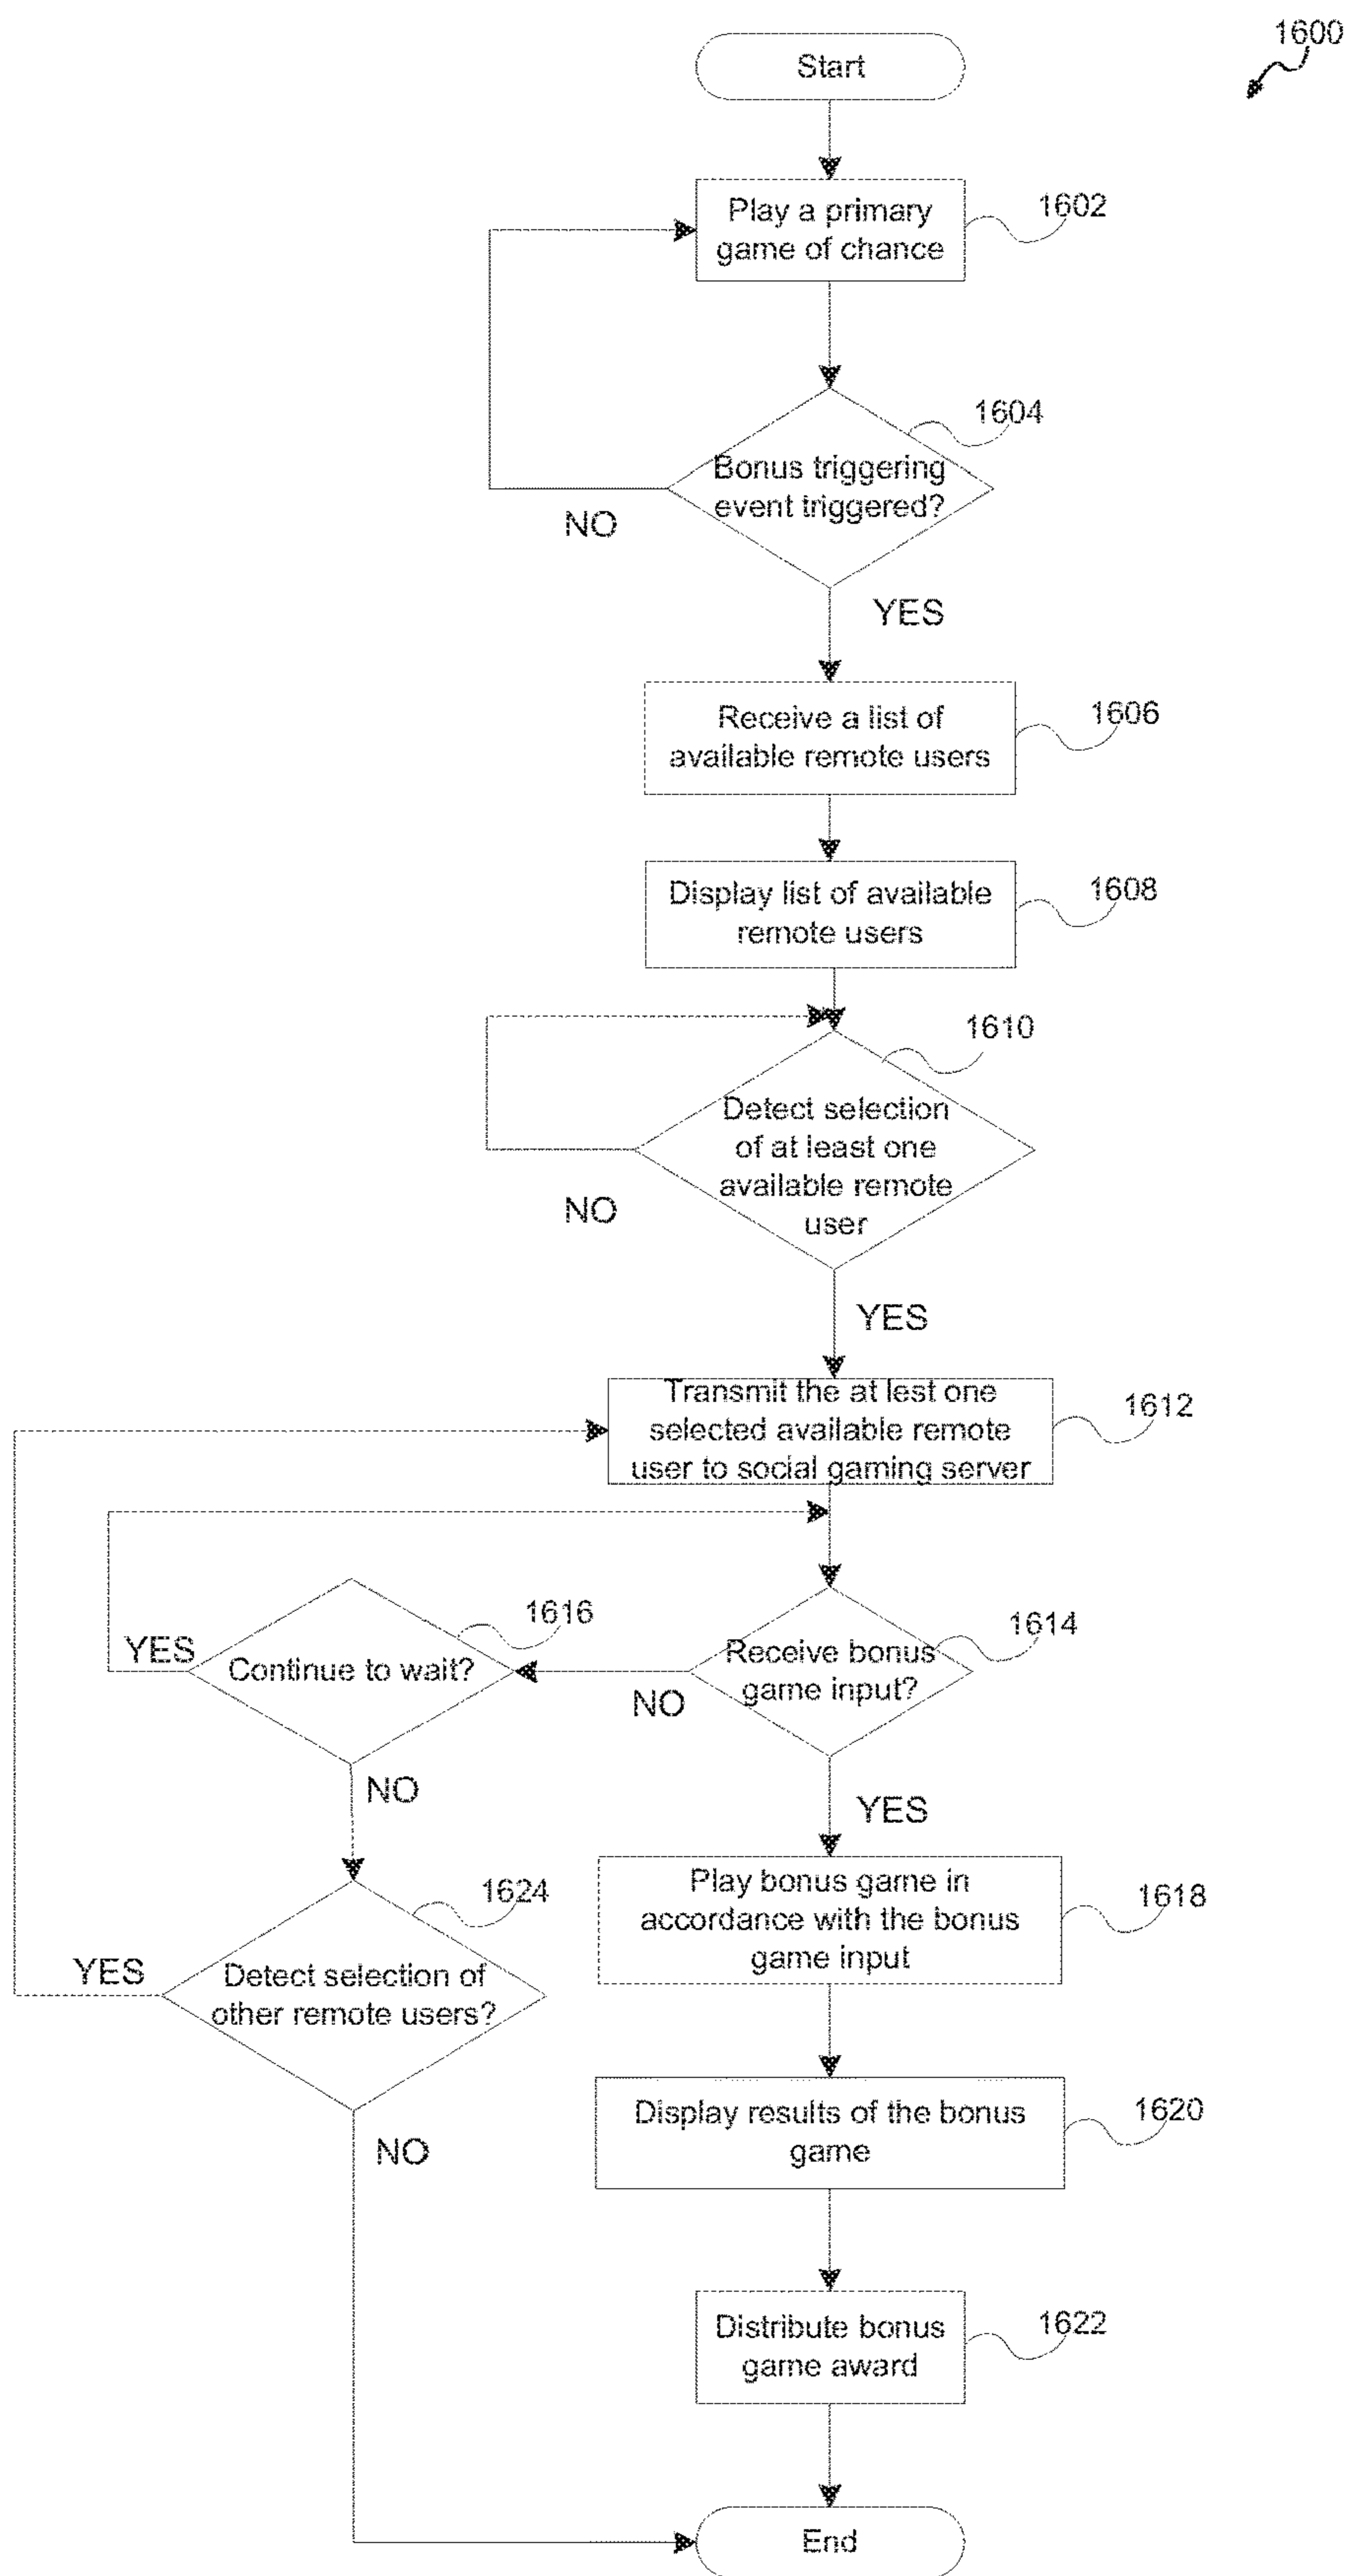 1600
Start
Play a primary
game of chance
1602
1604
Bonus triggering
event triggered?
NO
YES
Receive a list of
available remote users
1606
Display list of available
remote users
1608
1610
Detect selection
of at least one
available remote
user
NO
YES
Transmit the at lest one
selected available remote
user to social gaming server
1612
1616
Continue to wait?
YES
NO
1614
Receive bonus
game input?
NO
YES
1624
Detect selection of
other remote users?
YES
NO
Play bonus game in
accordance with the bonus
game input
1618
Display results of the bonus
game
1620
Distribute bonus
game award
1622
End